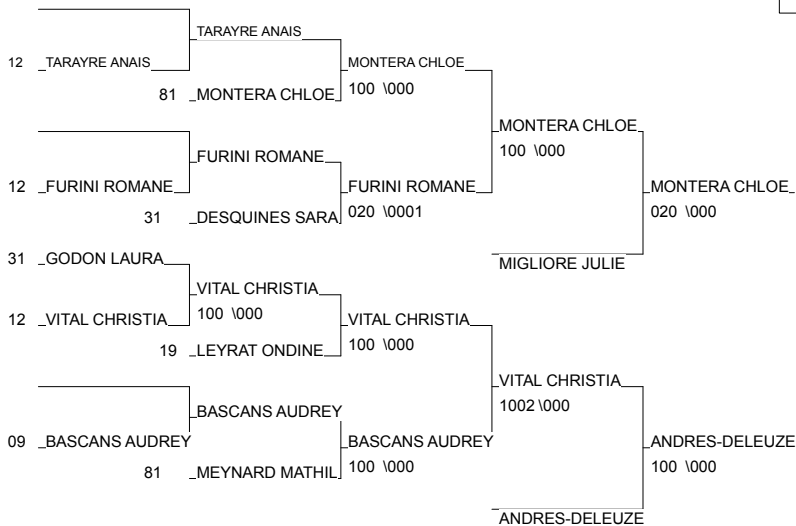 TARAYRE ANAIS
12 TARAYRE ANAIS
MONTERA CHLOE
100 \000
81 MONTERA CHLOE
MONTERA CHLOE
100 \000
FURINI ROMANE
12 FURINI ROMANE
FURINI ROMANE
020 \0001
31 DESQUINES SARA
MONTERA CHLOE
020 \000
MIGLIORE JULIE
31 GODON LAURA
VITAL CHRISTIA
100 \000
12 VITAL CHRISTIA
VITAL CHRISTIA
100 \000
19 LEYRAT ONDINE
VITAL CHRISTIA
1002 \000
BASCANS AUDREY
09 BASCANS AUDREY
BASCANS AUDREY
100 \000
81 MEYNARD MATHIL
ANDRES-DELEUZE
100 \000
ANDRES-DELEUZE